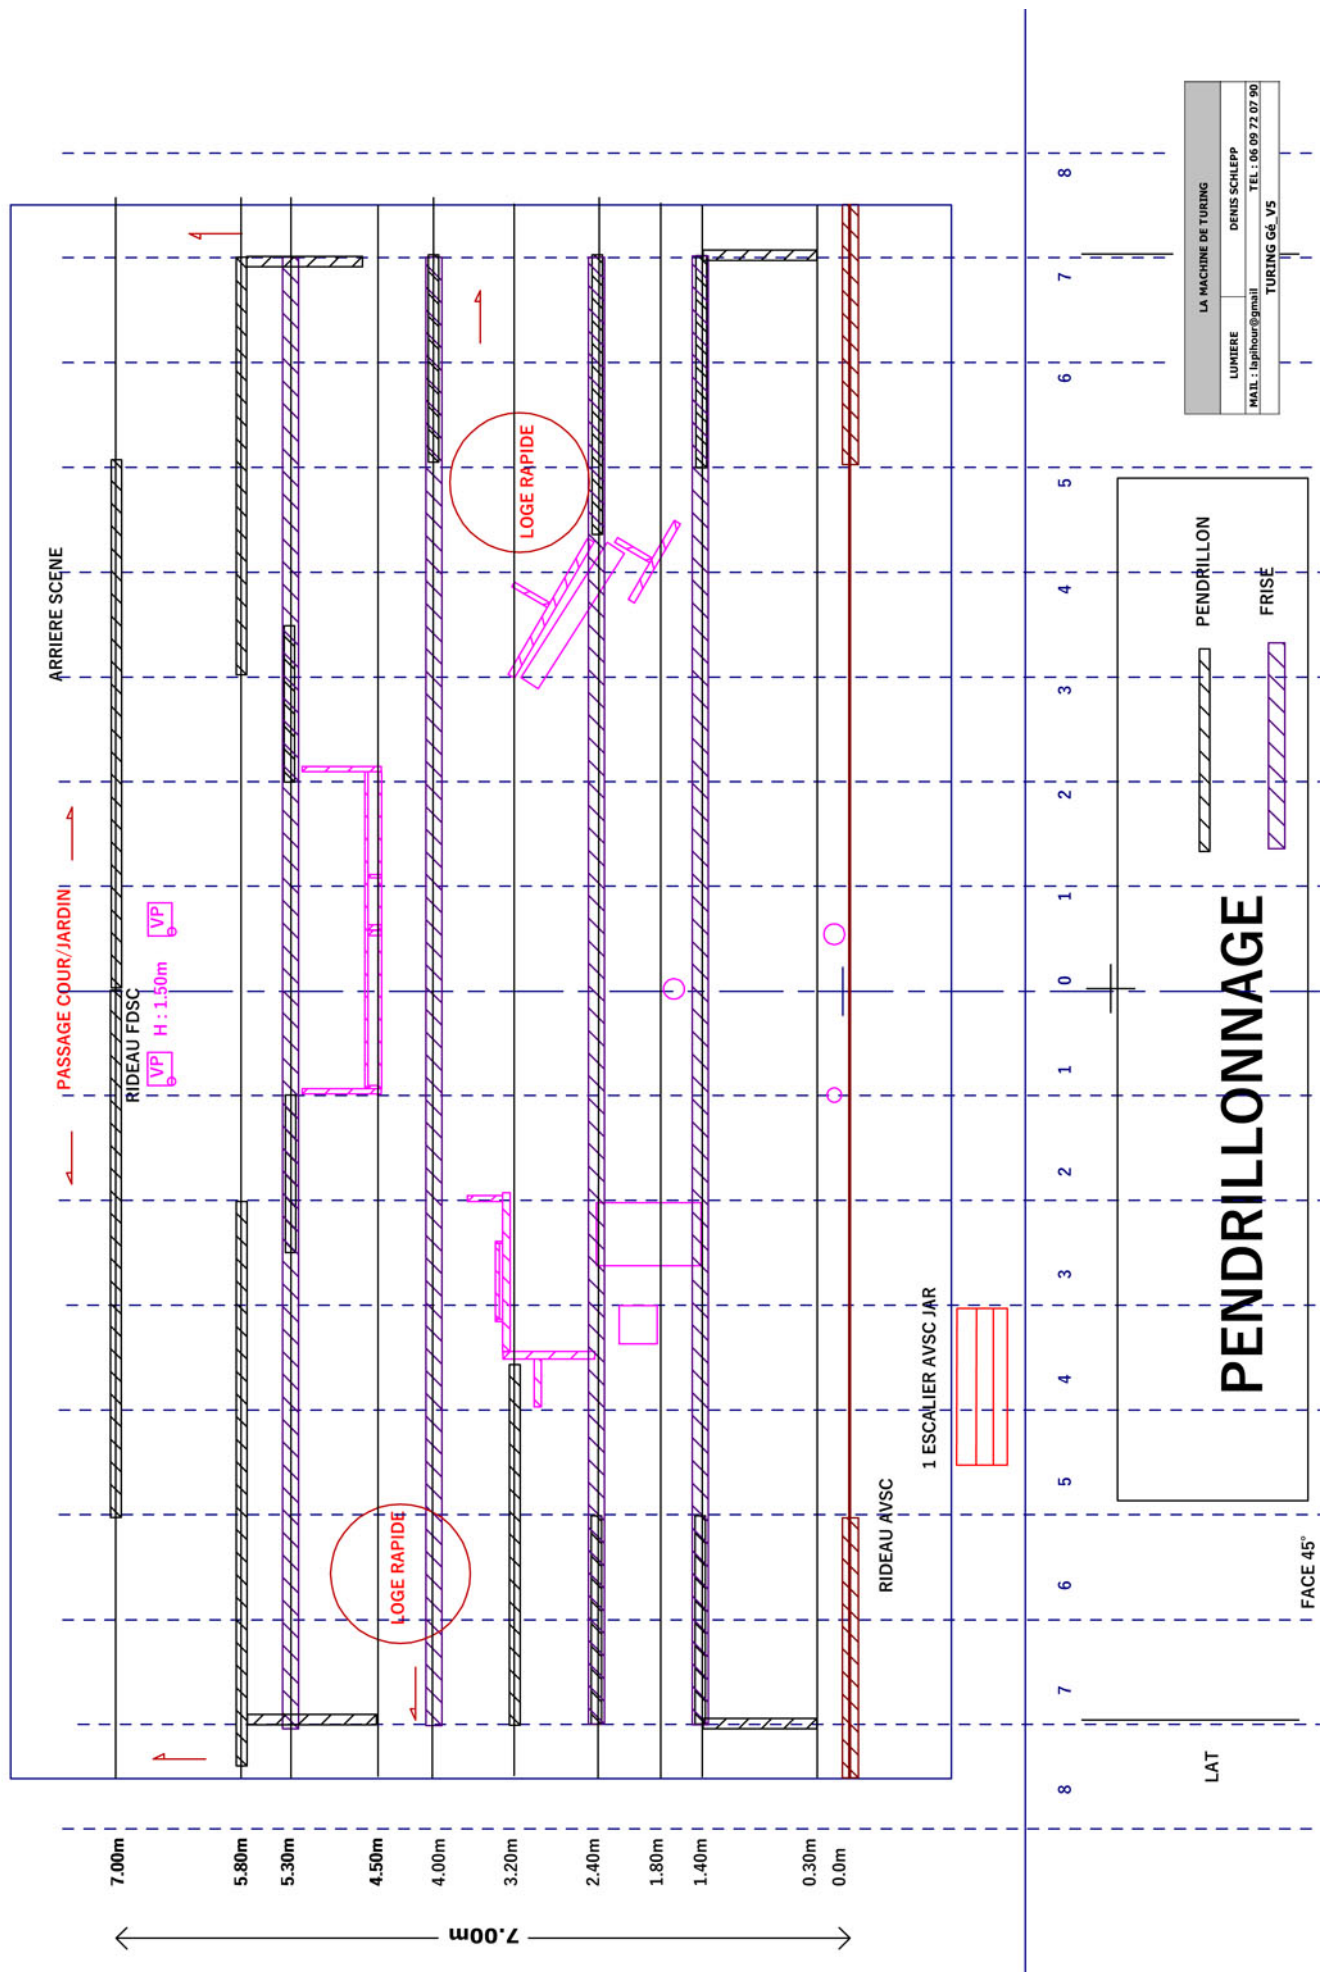 ARRIERE SCENE
PASSAGE COUR/JARDIN
RIDEAU FDSC
VP
H : 1.50m
VP
7.00m
5.80m
5.30m
4.50m
4.00m
3.20m
2.40m
1.80m
1.40m
0.30m
0.0m
7.00m
LOGE RAPIDE
LOGE RAPIDE
RIDEAU AVSC
1 ESCALIER AVSC JAR
8
7
6
5
4
3
2
1
0
1
2
3
4
5
6
7
8
LAT
FACE 45°
PENDRILLONNAGE
PENDRILLON
FRISE
LA MACHINE DE TURING
LUMIERE
DENIS SCHLEPP
MAIL : lapihour@gmail
TEL : 06 09 72 07 90
TURING Gé_V5